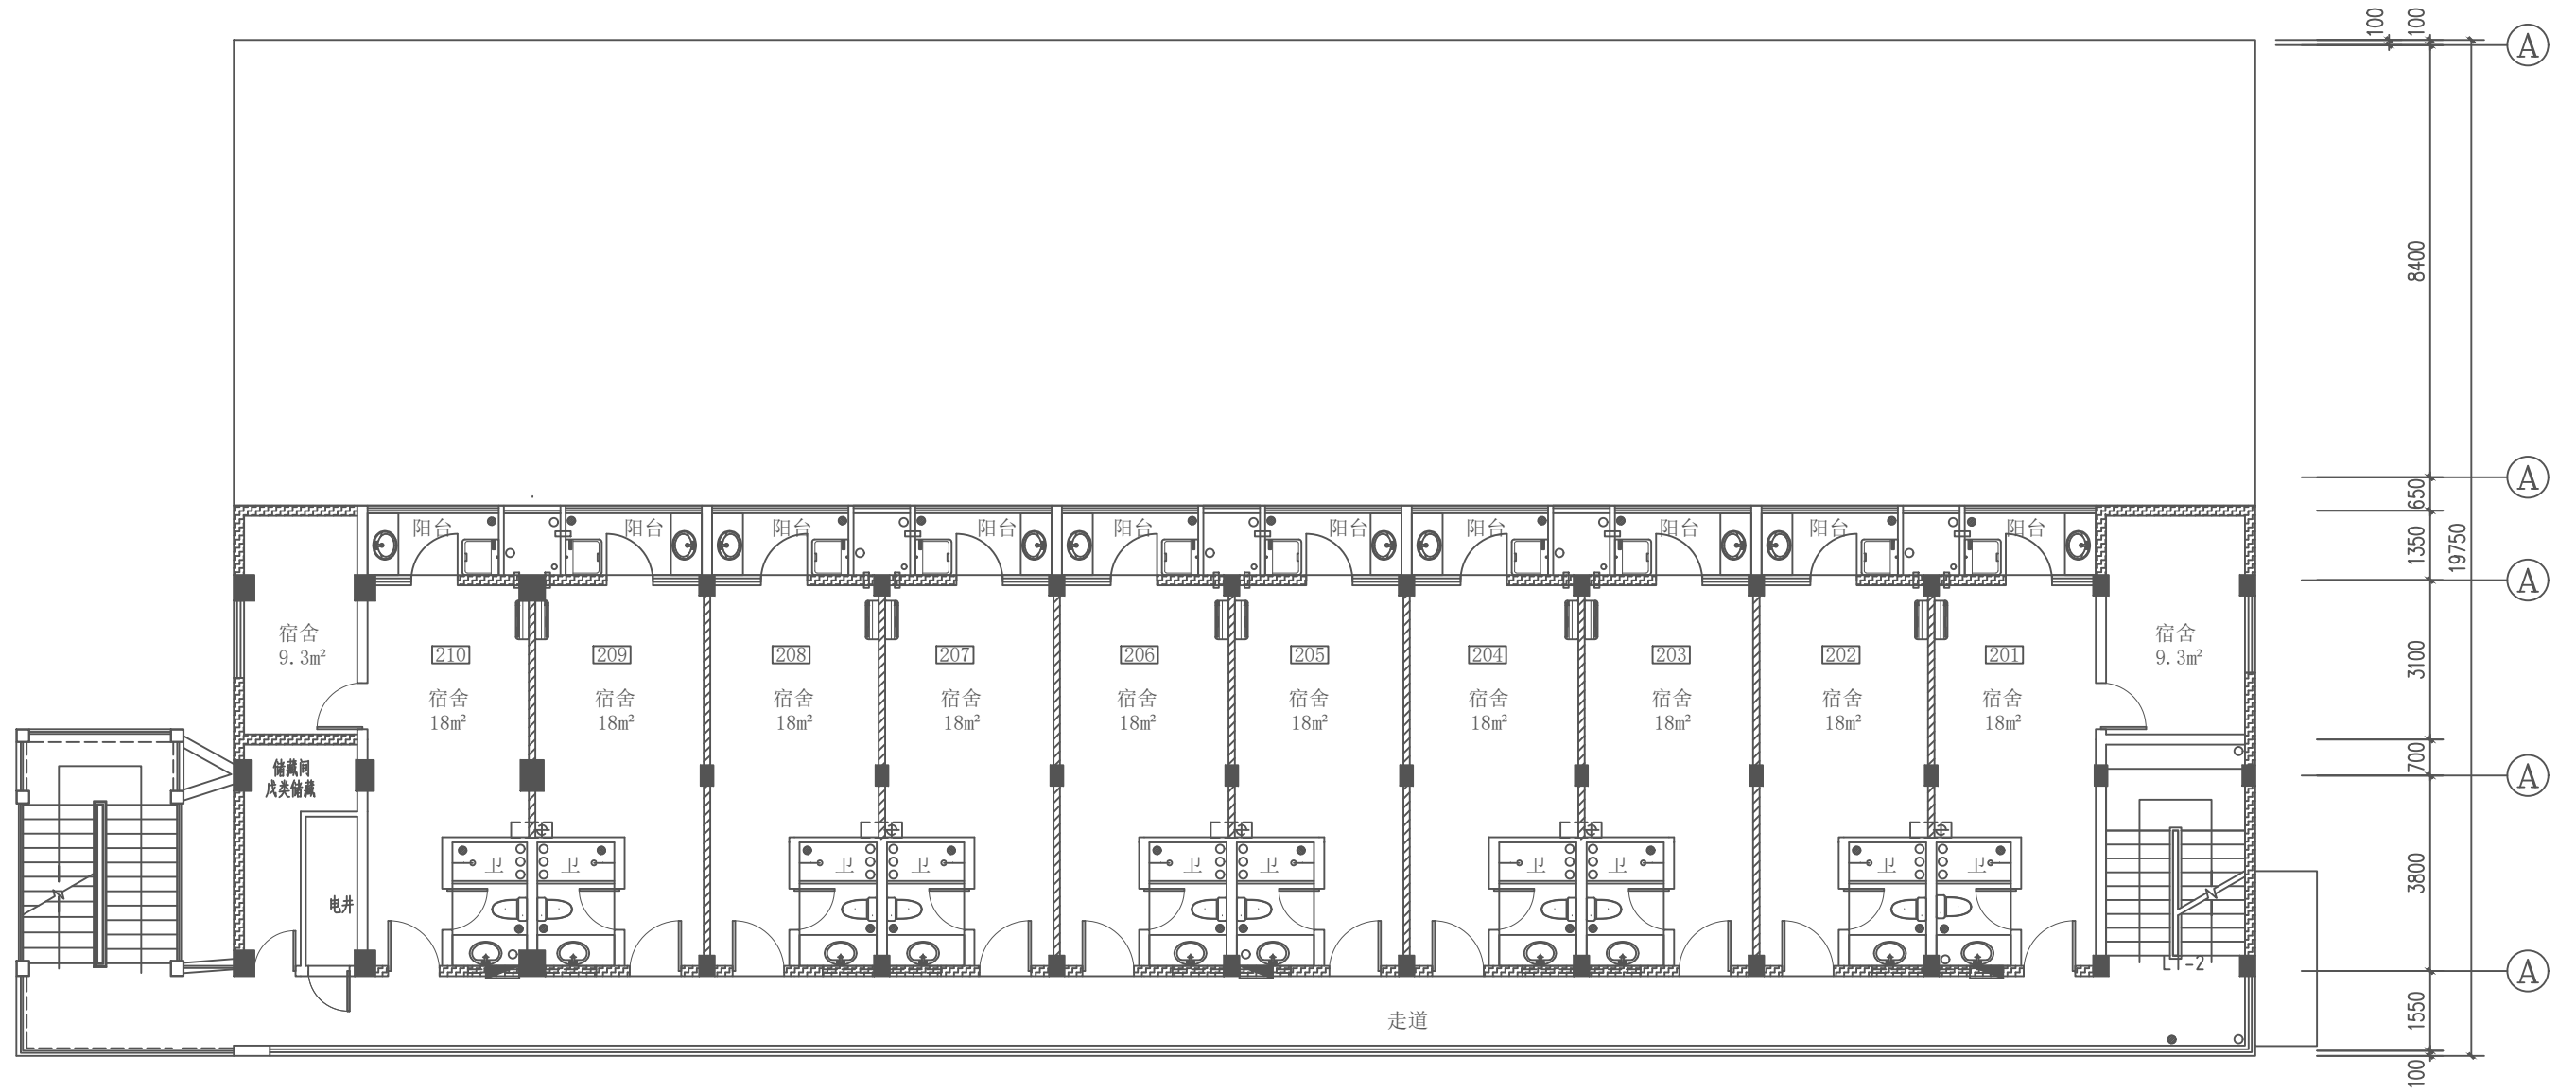 100
100
A
8400
A
650
阳台 阳台 阳台 阳台 阳台 阳台 阳台 阳台 阳台 阳台
1350
19750
A
宿舍
9.3m²
宿舍
9.3m²
210 209 208 207 206 205 204 203 202 201
3100
宿舍 宿舍 宿舍 宿舍 宿舍 宿舍 宿舍 宿舍 宿舍 宿舍
18m² 18m² 18m² 18m² 18m² 18m² 18m² 18m² 18m² 18m²
700
储藏间
戊类储藏
A
卫 卫 卫 卫 卫 卫 卫 卫 卫 卫
3800
电井
LT-2
A
走道
1550
100